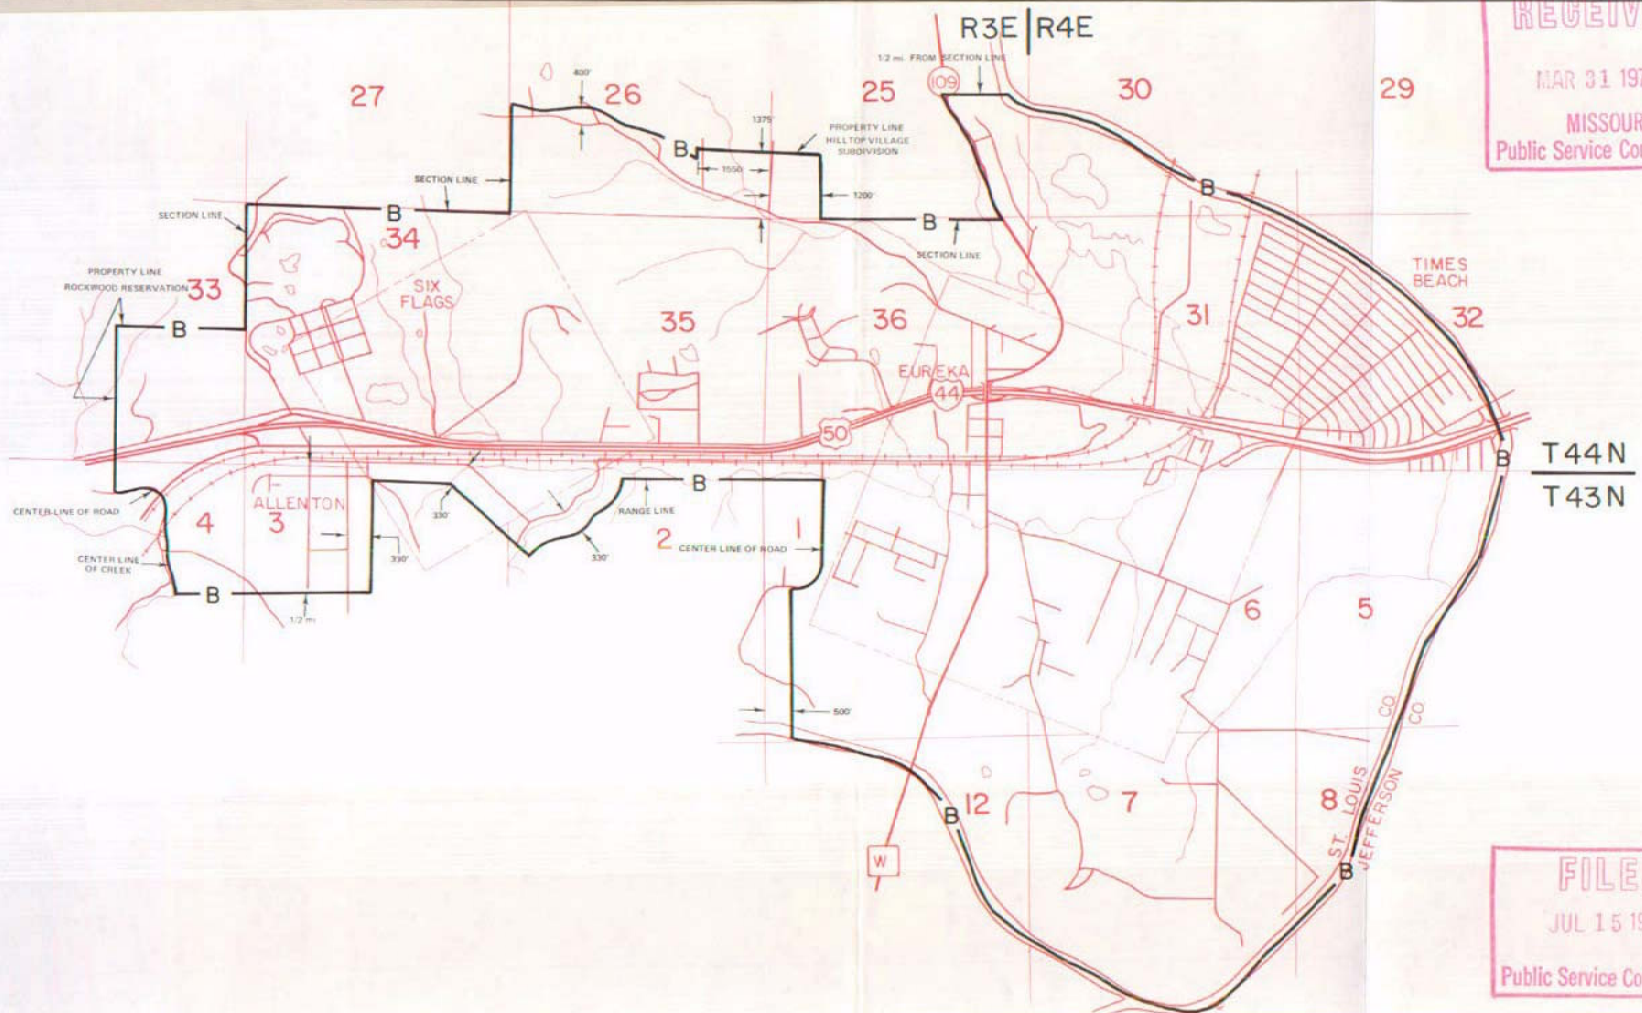 R3E R4E
1/2 mi. FROM SECTION LINE
27
400'
26
25
109
30
29
MAR 31
MISSOUR
Public Service Co
1375'
PROPERTY LINE
HILLTOP VILLAGE
SUBDIVISION
B
1550'
SECTION LINE
1200'
B
SECTION LINE
B
34
B
SECTION LINE
PROPERTY LINE
ROCKWOOD RESERVATION
33
SIX
FLAGS
TIMES
BEACH
B
35
36
31
32
EUREKA
44
50
B
T44N
T43N
CENTER LINE OF ROAD
ALLENTON
4
3
330'
B
RANGE LINE
2
1
CENTER LINE OF ROAD
CENTER LINE
OF CREEK
330'
330'
B
1/2 mi
6
5
500'
CO
CO
12
7
8
B
W
ST. LOUIS
JEFFERSON
B
FILE
JUL 15 19
Public Service Co